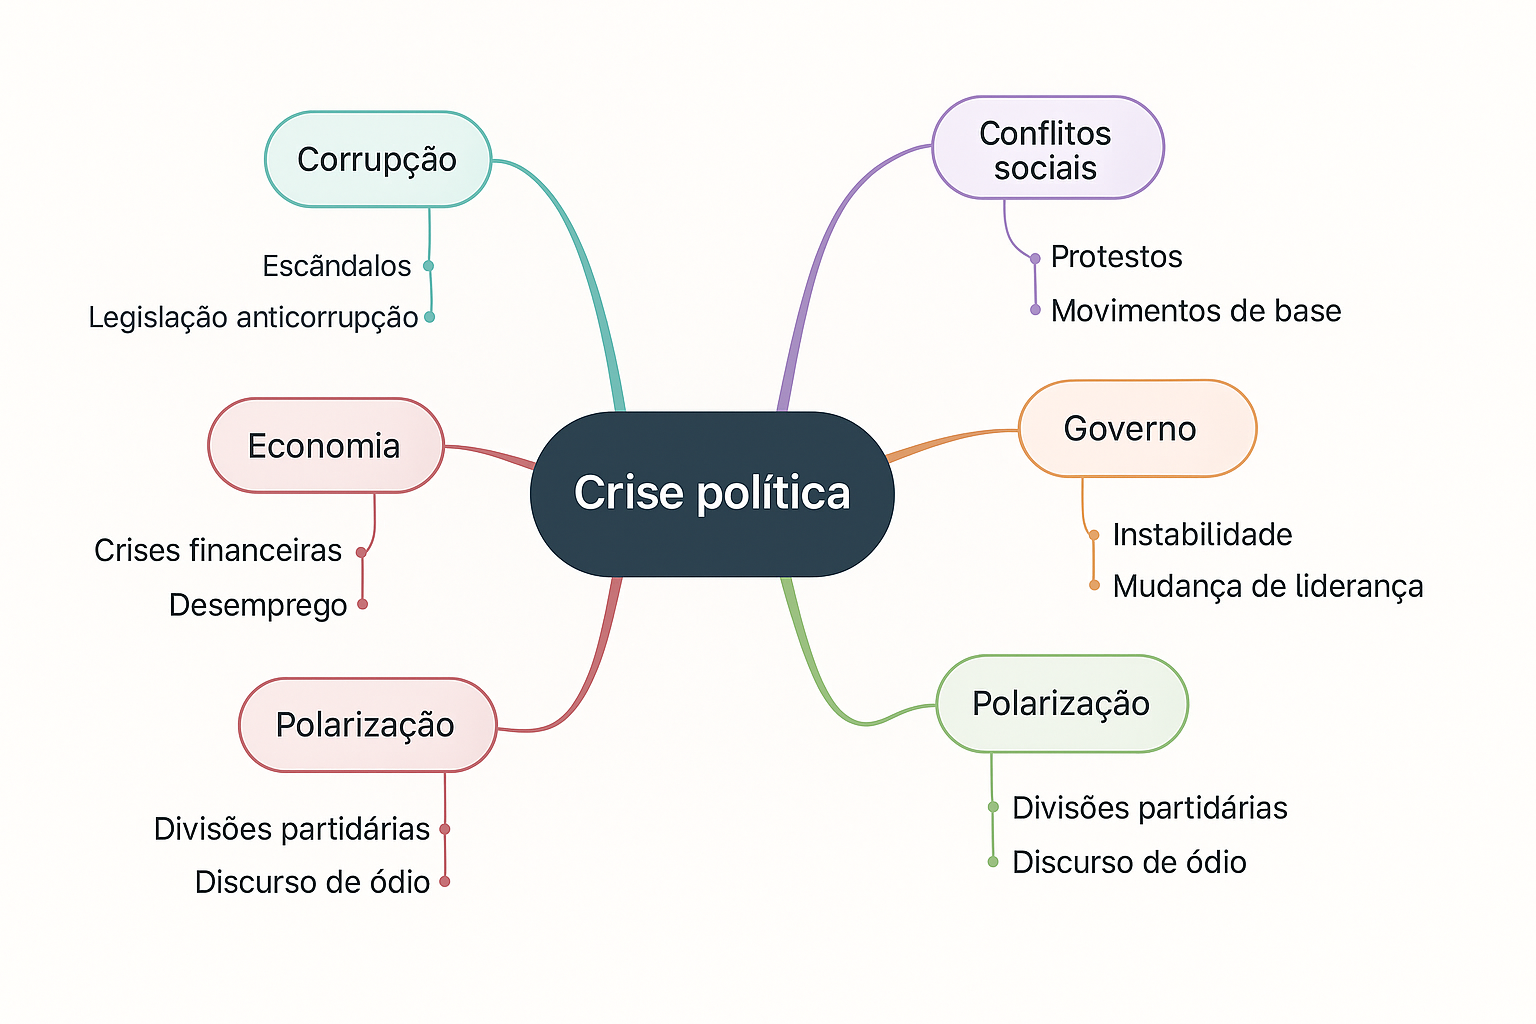 Corrupção
Escãndalos
Legislação anticorrupção
Economia
Crises financeiras
Desemprego
Polarização
Divisões partidárias
Discurso de ódio
Crise política
Conflitos
sociais
Protestos
Movimentos de base
Governo
Instabilidade
Mudança de liderança
Polarização
Divisões partidárias
Discurso de ódio